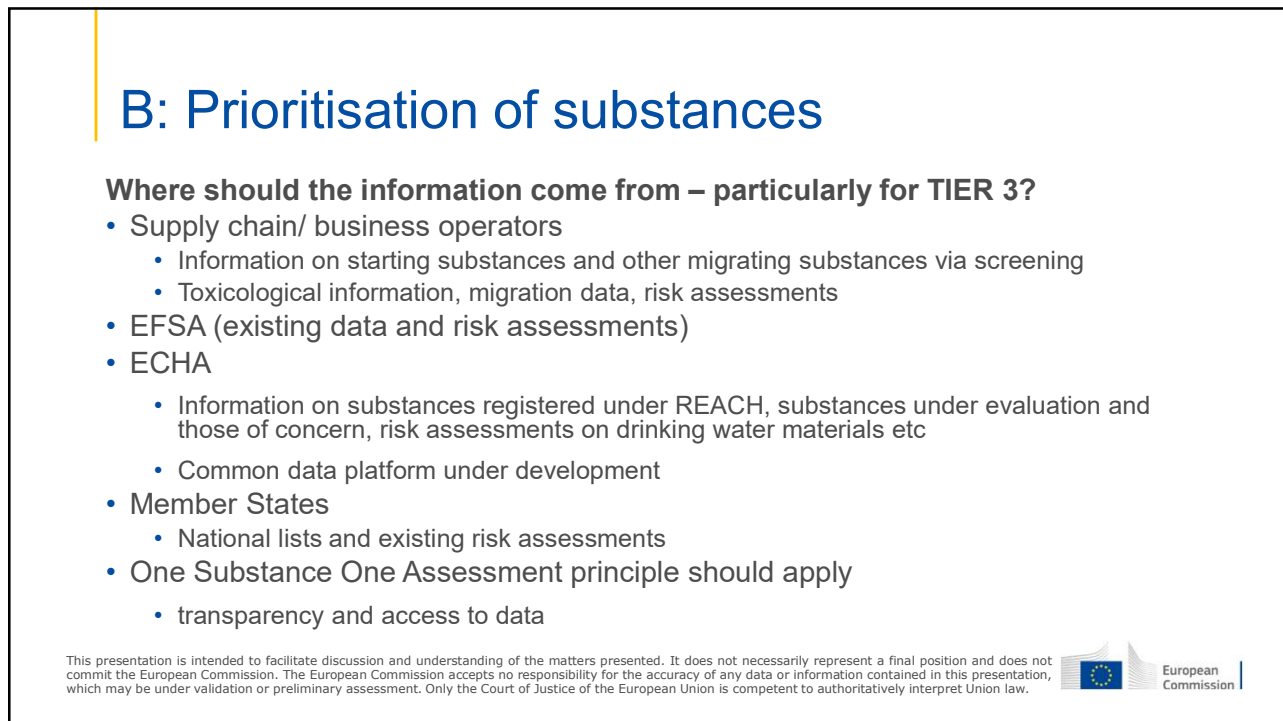 B: Prioritisation of substances
Where should the information come from – particularly for TIER 3?
• Supply chain/ business operators
• Information on starting substances and other migrating substances via screening
• Toxicological information, migration data, risk assessments
• EFSA (existing data and risk assessments)
• ECHA
• Information on substances registered under REACH, substances under evaluation and
those of concern, risk assessments on drinking water materials etc
• Common data platform under development
• Member States
• National lists and existing risk assessments
• One Substance One Assessment principle should apply
• transparency and access to data
This presentation is intended to facilitate discussion and understanding of the matters presented. It does not necessarily represent a final position and does not
commit the European Commission. The European Commission accepts no responsibility for the accuracy of any data or information contained in this presentation,
which may be under validation or preliminary assessment. Only the Court of Justice of the European Union is competent to authoritatively interpret Union law.
European
Commission